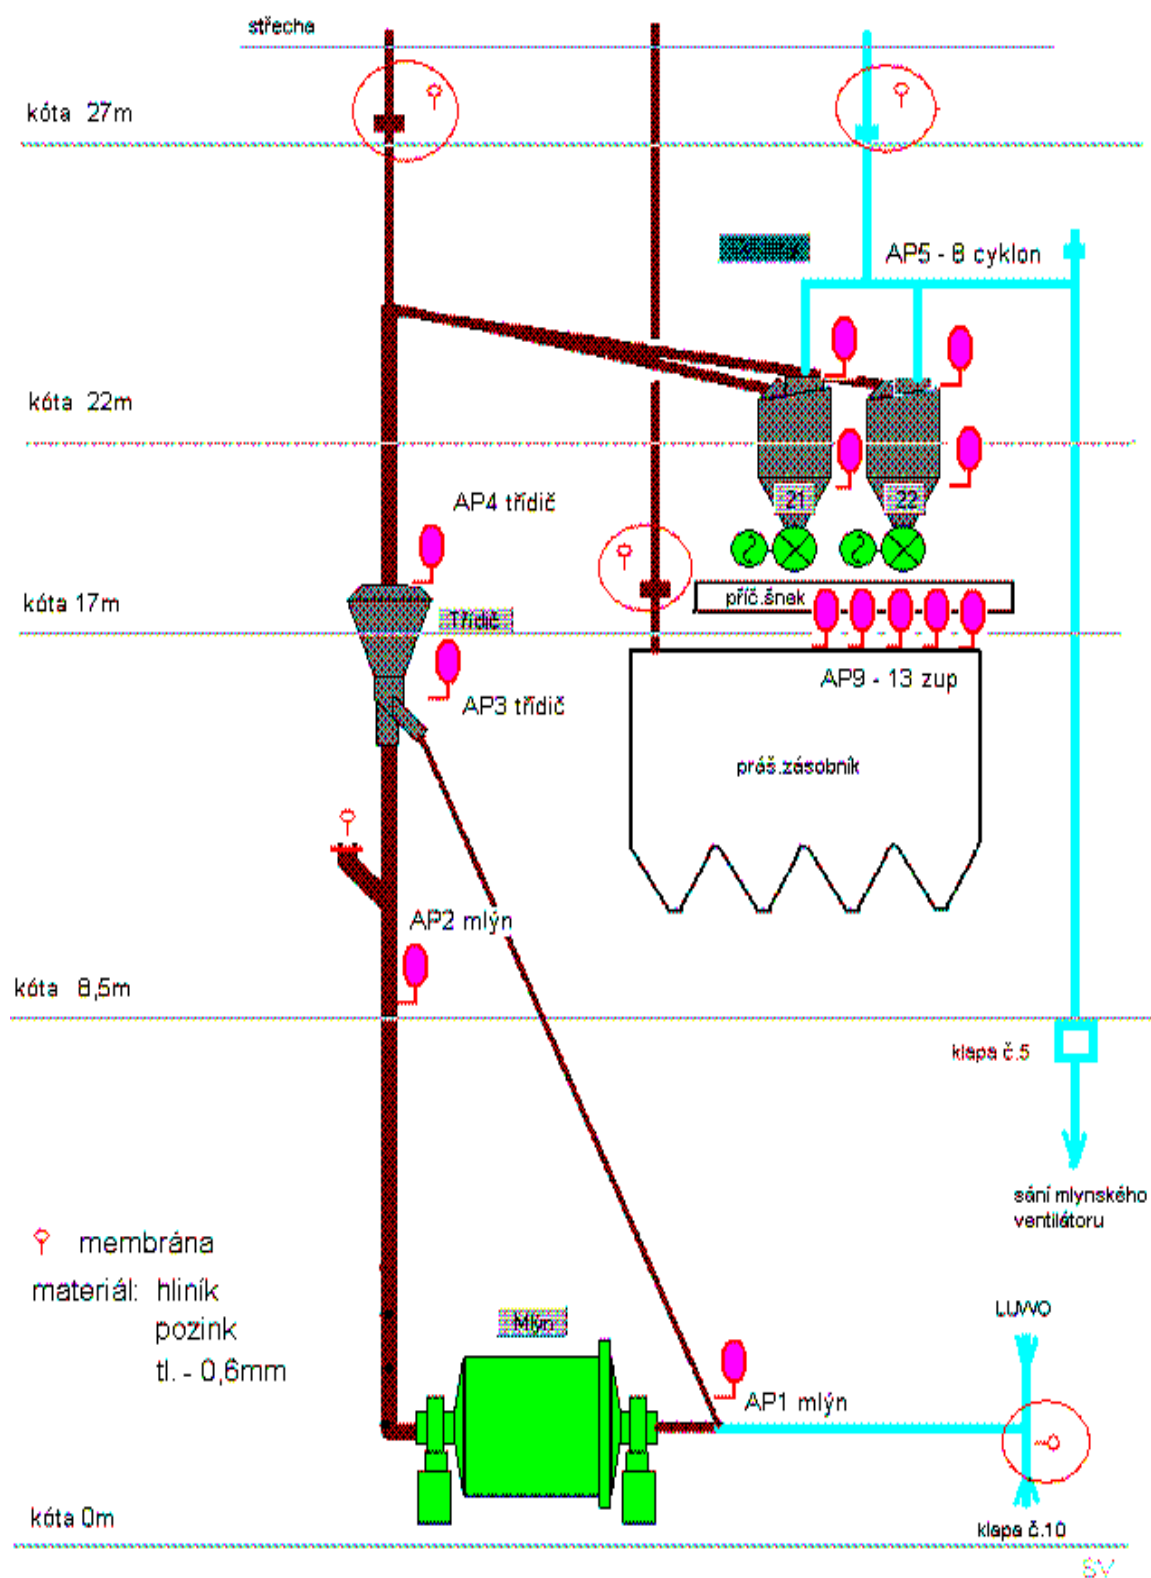 střecha
kóta 27m
AP5 - 8 cyklon
kóta 22m
AP4 třídič
21
22
kóta 17m
příč.šnek
Třídič
AP3 třídič
AP9 - 13 zup
práš.zásobník
AP2 mlýn
kóta 8,5m
klapa č.5
sání mlynského
ventilátoru
membrána
materiál: hliník
pozink
tl. - 0,6mm
LUVO
Mlýn
AP1 mlýn
kóta 0m
klapa č.10
SV